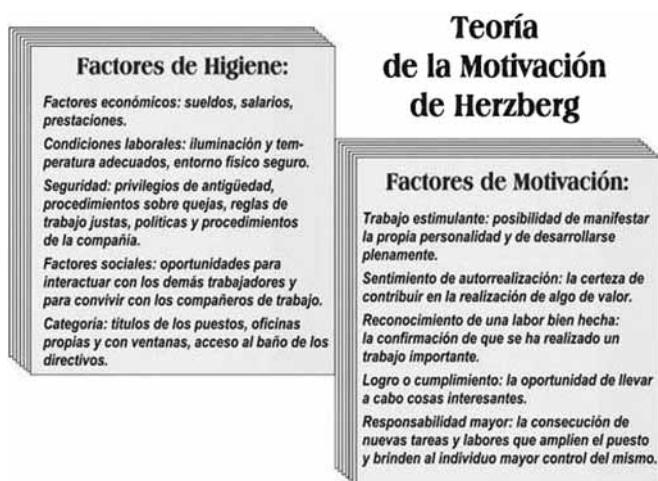 Teoría
de la Motivación
de Herzberg
Factores de Higiene:
Factores económicos: sueldos, salarios,
prestaciones.
Condiciones laborales: iluminación y tem-
peratura adecuados, entorno físico seguro.
Seguridad: privilegios de antigüedad,
procedimientos sobre quejas, reglas de
trabajo justas, políticas y procedimientos
de la compañía.
Factores sociales: oportunidades para
interactuar con los demás trabajadores y
para convivir con los compañeros de trabajo.
Categoría: títulos de los puestos, oficinas
propias y con ventanas, acceso al baño de los
directivos.
Factores de Motivación:
Trabajo estimulante: posibilidad de manifestar
la propia personalidad y de desarrollarse
plenamente.
Sentimiento de autorrealización: la certeza de
contribuir en la realización de algo de valor.
Reconocimiento de una labor bien hecha:
la confirmación de que se ha realizado un
trabajo importante.
Logro o cumplimiento: la oportunidad de llevar
a cabo cosas interesantes.
Responsabilidad mayor: la consecución de
nuevas tareas y labores que amplíen el puesto
y brinden al individuo mayor control del mismo.